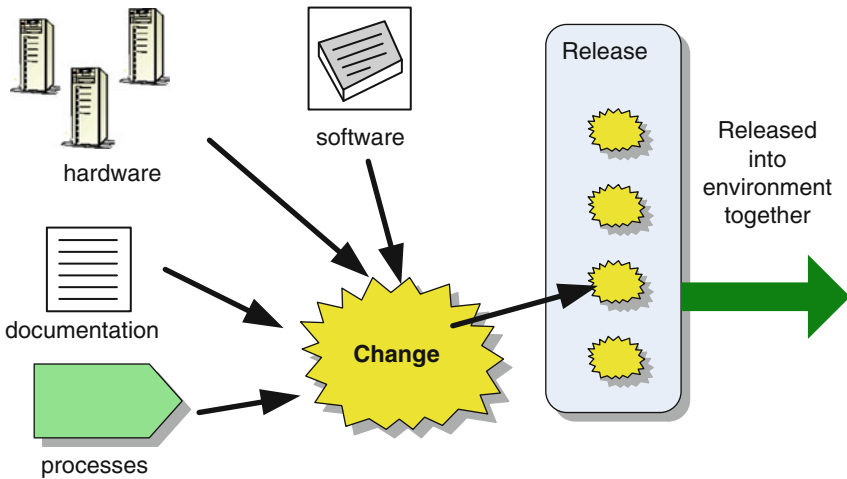 hardware
software
documentation
processes
Change
Release
Released
into
environment
together